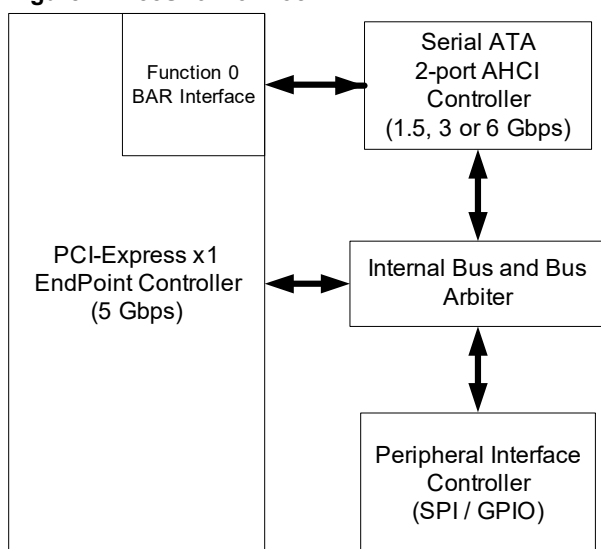 Function 0
BAR Interface
Serial ATA
2-port AHCI
Controller
(1.5, 3 or 6 Gbps)
PCI-Express x1
EndPoint Controller
(5 Gbps)
Internal Bus and Bus
Arbiter
Peripheral Interface
Controller
(SPI / GPIO)